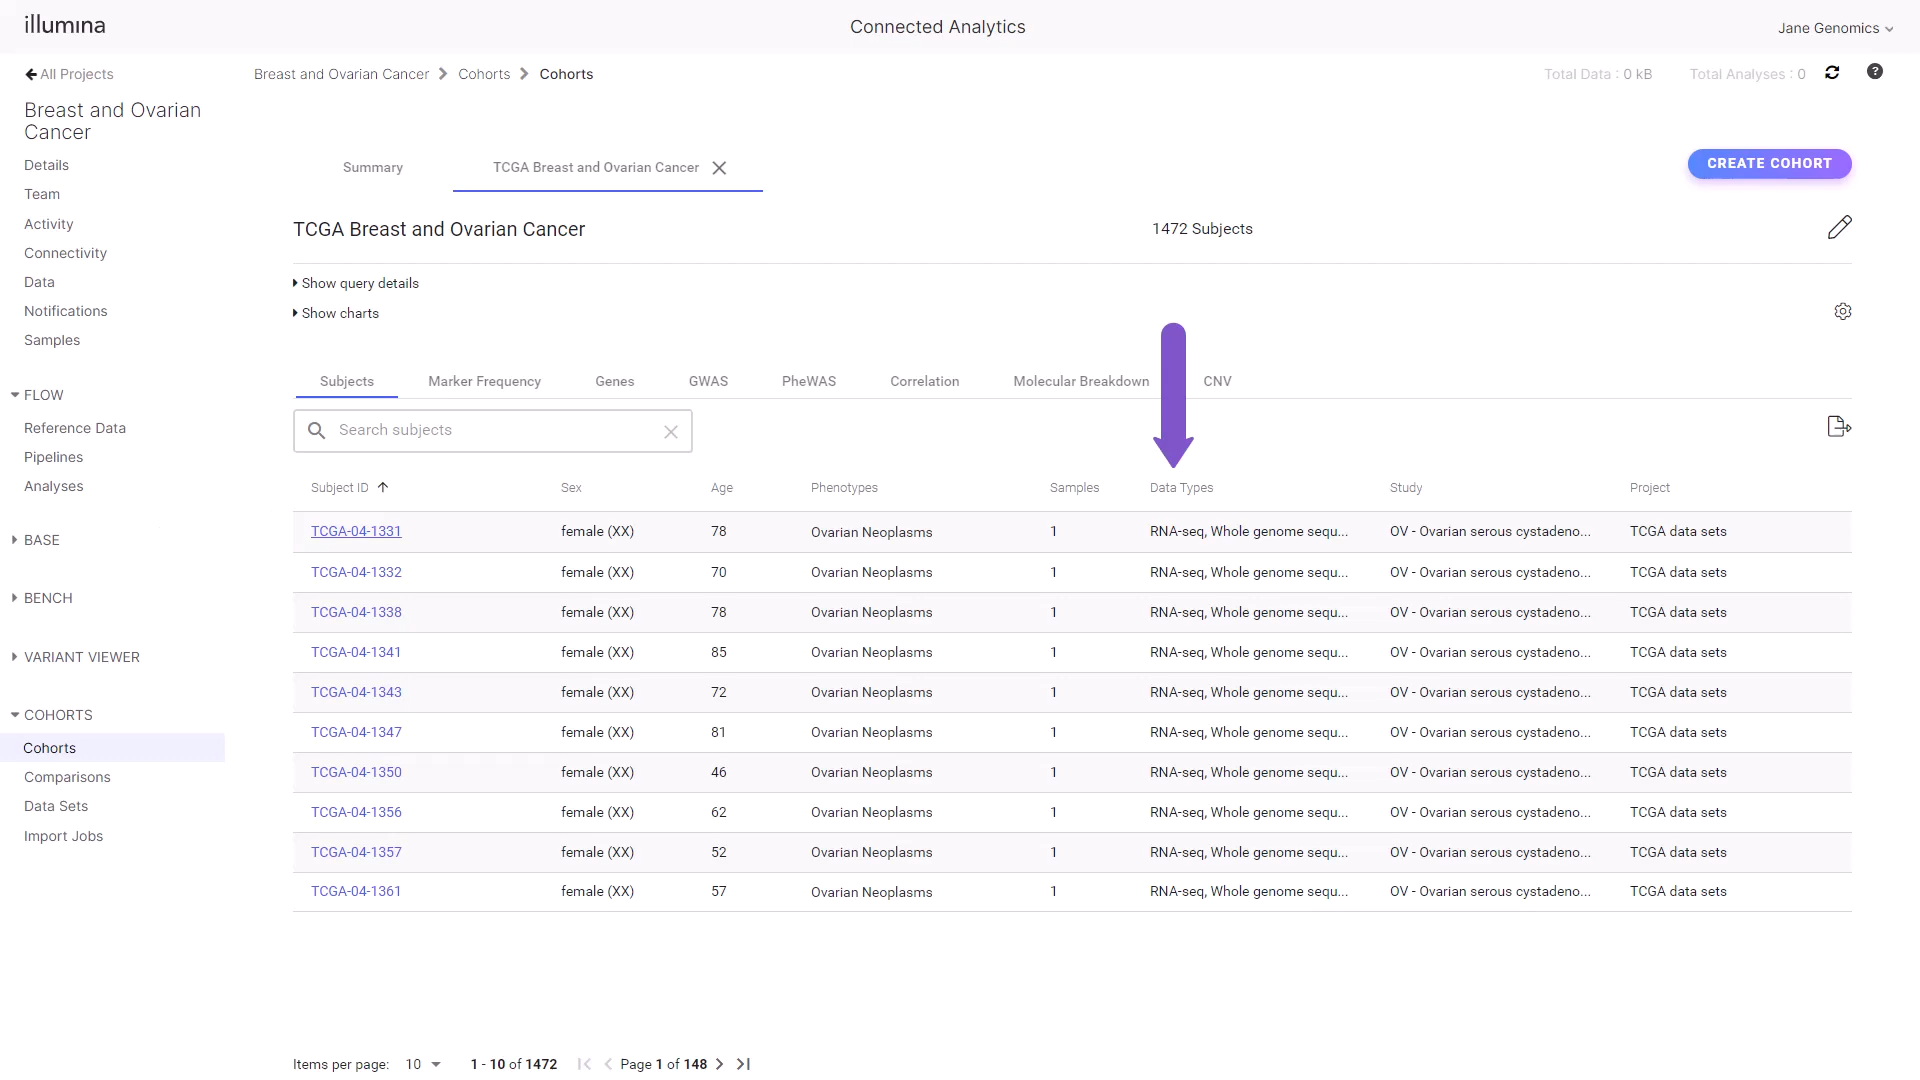 illumina
Connected Analytics
Jane Genomics
All Projects
Breast and Ovarian Cancer Cohorts Cohorts
Total Data : 0 kB Total Analyses : 0
Breast and Ovarian
Cancer
Details
Team
Activity
Connectivity
Data
Notifications
Samples
FLOW
Reference Data
Pipelines
Analyses
BASE
BENCH
VARIANT VIEWER
COHORTS
Cohorts
Comparisons
Data Sets
Import Jobs
Summary TCGA Breast and Ovarian Cancer
CREATE COHORT
TCGA Breast and Ovarian Cancer 1472 Subjects
Show query details
Show charts
Subjects Marker Frequency Genes GWAS PheWAS Correlation Molecular Breakdown CNV
Search subjects
Subject ID Sex Age Phenotypes Samples Data Types Study Project
TCGA-04-1331 female (XX) 78 Ovarian Neoplasms 1 RNA-seq, Whole genome sequ... OV - Ovarian serous cystadeno... TCGA data sets
TCGA-04-1332 female (XX) 70 Ovarian Neoplasms 1 RNA-seq, Whole genome sequ... OV - Ovarian serous cystadeno... TCGA data sets
TCGA-04-1338 female (XX) 78 Ovarian Neoplasms 1 RNA-seq, Whole genome sequ... OV - Ovarian serous cystadeno... TCGA data sets
TCGA-04-1341 female (XX) 85 Ovarian Neoplasms 1 RNA-seq, Whole genome sequ... OV - Ovarian serous cystadeno... TCGA data sets
TCGA-04-1343 female (XX) 72 Ovarian Neoplasms 1 RNA-seq, Whole genome sequ... OV - Ovarian serous cystadeno... TCGA data sets
TCGA-04-1347 female (XX) 81 Ovarian Neoplasms 1 RNA-seq, Whole genome sequ... OV - Ovarian serous cystadeno... TCGA data sets
TCGA-04-1350 female (XX) 46 Ovarian Neoplasms 1 RNA-seq, Whole genome sequ... OV - Ovarian serous cystadeno... TCGA data sets
TCGA-04-1356 female (XX) 62 Ovarian Neoplasms 1 RNA-seq, Whole genome sequ... OV - Ovarian serous cystadeno... TCGA data sets
TCGA-04-1357 female (XX) 52 Ovarian Neoplasms 1 RNA-seq, Whole genome sequ... OV - Ovarian serous cystadeno... TCGA data sets
TCGA-04-1361 female (XX) 57 Ovarian Neoplasms 1 RNA-seq, Whole genome sequ... OV - Ovarian serous cystadeno... TCGA data sets
Items per page: 10 1 - 10 of 1472 Page 1 of 148